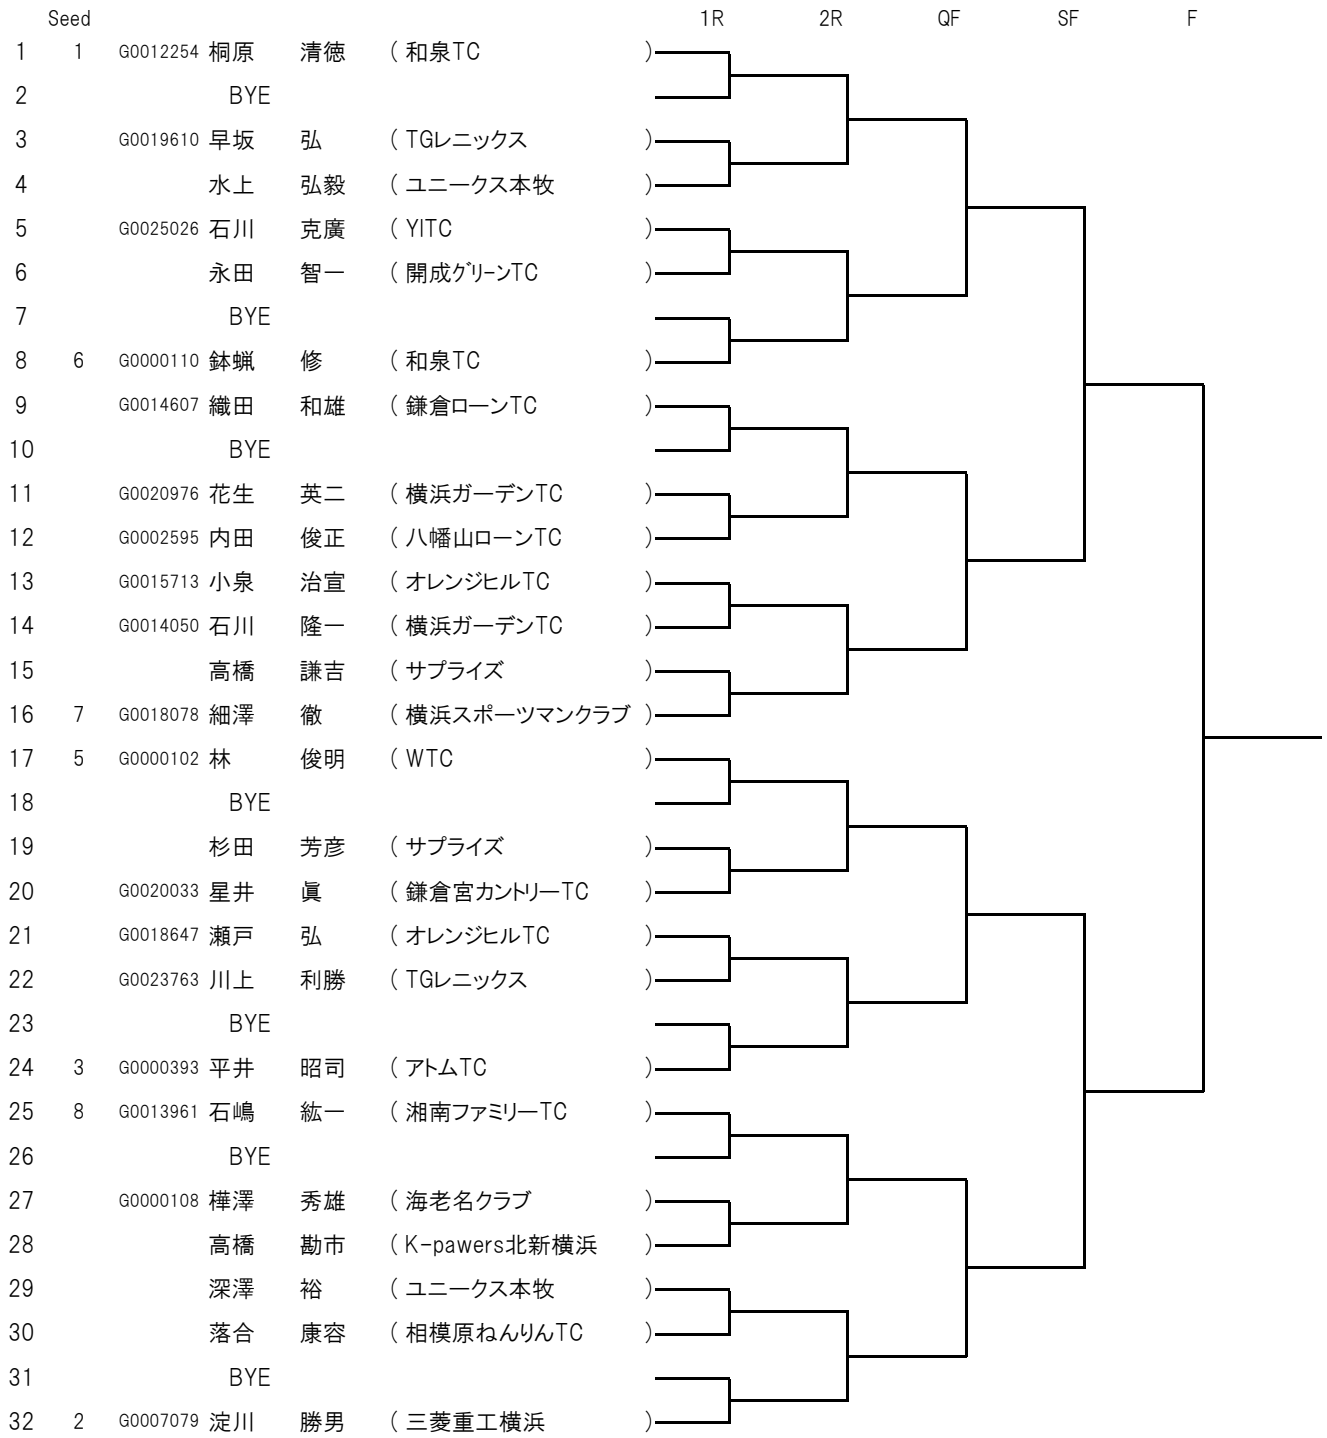 Seed 1R 2R QF SF F
1 1 G0012254 桐原 清徳 ( 和泉TC )
2 BYE
3 G0019610 早坂 弘 ( TGレニックス )
4 水上 弘毅 ( ユニークス本牧 )
5 G0025026 石川 克廣 ( YITC )
6 永田 智一 ( 開成グリーンTC )
7 BYE
8 6 G0000110 鉢蝋 修 ( 和泉TC )
9 G0014607 織田 和雄 ( 鎌倉ローンTC )
10 BYE
11 G0020976 花生 英二 ( 横浜ガーデンTC )
12 G0002595 内田 俊正 ( 八幡山ローンTC )
13 G0015713 小泉 治宣 ( オレンジヒルTC )
14 G0014050 石川 隆一 ( 横浜ガーデンTC )
15 高橋 謙吉 ( サプライズ )
16 7 G0018078 細澤 徹 ( 横浜スポーツマンクラブ )
17 5 G0000102 林 俊明 ( WTC )
18 BYE
19 杉田 芳彦 ( サプライズ )
20 G0020033 星井 眞 ( 鎌倉宮カントリーTC )
21 G0018647 瀬戸 弘 ( オレンジヒルTC )
22 G0023763 川上 利勝 ( TGレニックス )
23 BYE
24 3 G0000393 平井 昭司 ( アトムTC )
25 8 G0013961 石嶋 紘一 ( 湘南ファミリーTC )
26 BYE
27 G0000108 樺澤 秀雄 ( 海老名クラブ )
28 高橋 勘市 ( K-pawers北新横浜 )
29 深澤 裕 ( ユニークス本牧 )
30 落合 康容 ( 相模原ねんりんTC )
31 BYE
32 2 G0007079 淀川 勝男 ( 三菱重工横浜 )